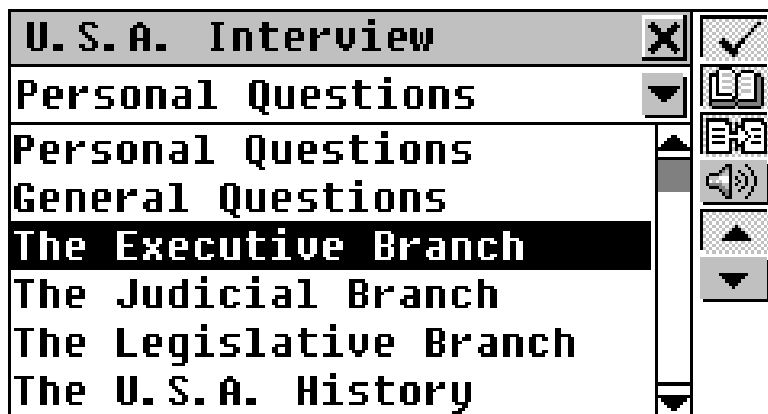 U.S.A. Interview
Personal Questions
Personal Questions
General Questions
The Executive Branch
The Judicial Branch
The Legislative Branch
The U.S.A. History